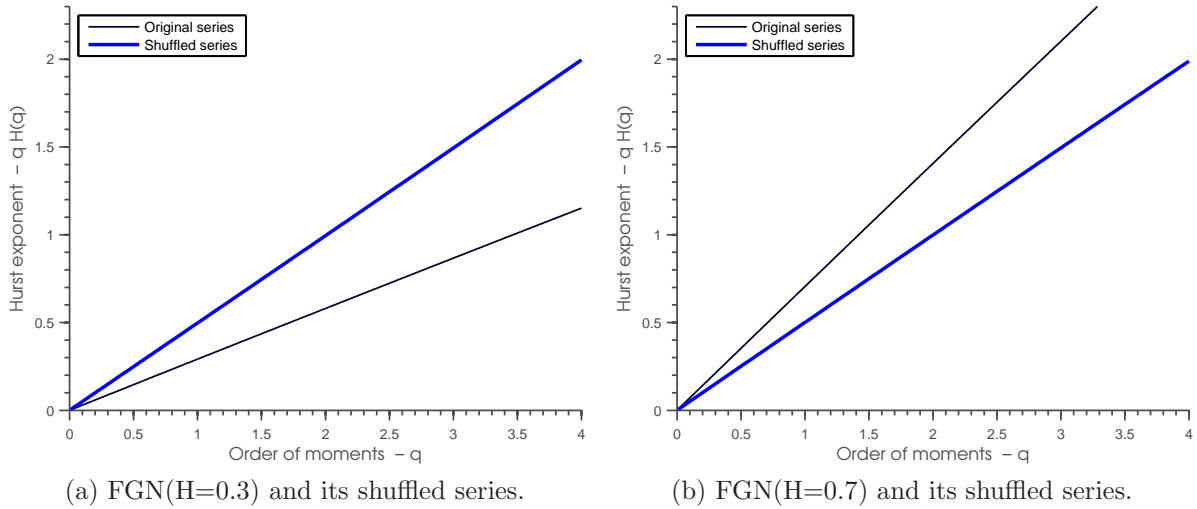 Original series
Shuffled series
2
1.5
1
0.5
0
Hurst exponent – q H(q)
0 0.5 1 1.5 2 2.5 3 3.5 4
Order of moments – q
(a) FGN(H=0.3) and its shuffled series.
Original series
Shuffled series
2
1.5
1
0.5
0
Hurst exponent – q H(q)
0 0.5 1 1.5 2 2.5 3 3.5 4
Order of moments – q
(b) FGN(H=0.7) and its shuffled series.